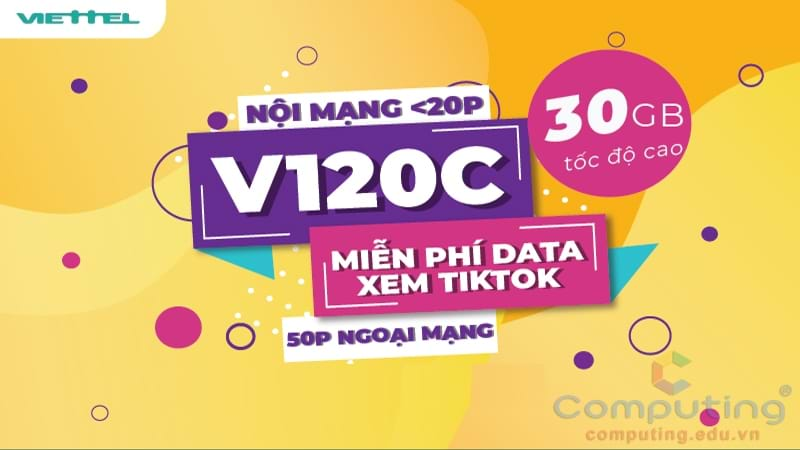 VIETTEL
NỘI MẠNG <20P
V120C
30GB
tốc độ cao
MIỄN PHÍ DATA
XEM TIKTOK
50P NGOẠI MẠNG
Computing®
computing.edu.vn